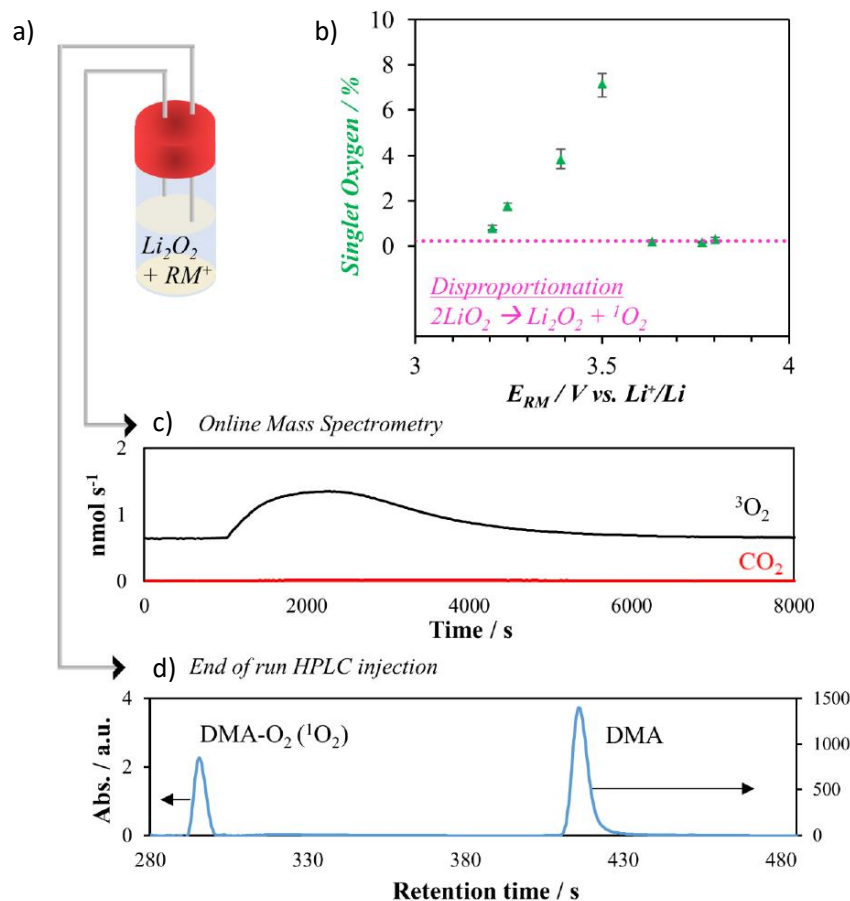 a)
Li₂O₂
+ RM⁺
b)
Singlet Oxygen / %
10
8
6
4
2
0
Disproportionation
2LiO₂ → Li₂O₂ + ¹O₂
3
3.5
4
E_RM / V vs. Li⁺/Li
c) Online Mass Spectrometry
nmol s⁻¹
2
1
0
³O₂
CO₂
0
2000
4000
6000
8000
Time / s
d) End of run HPLC injection
Abs. / a.u.
4
2
0
DMA-O₂ (¹O₂)
DMA
1500
1000
500
0
280
330
380
430
480
Retention time / s